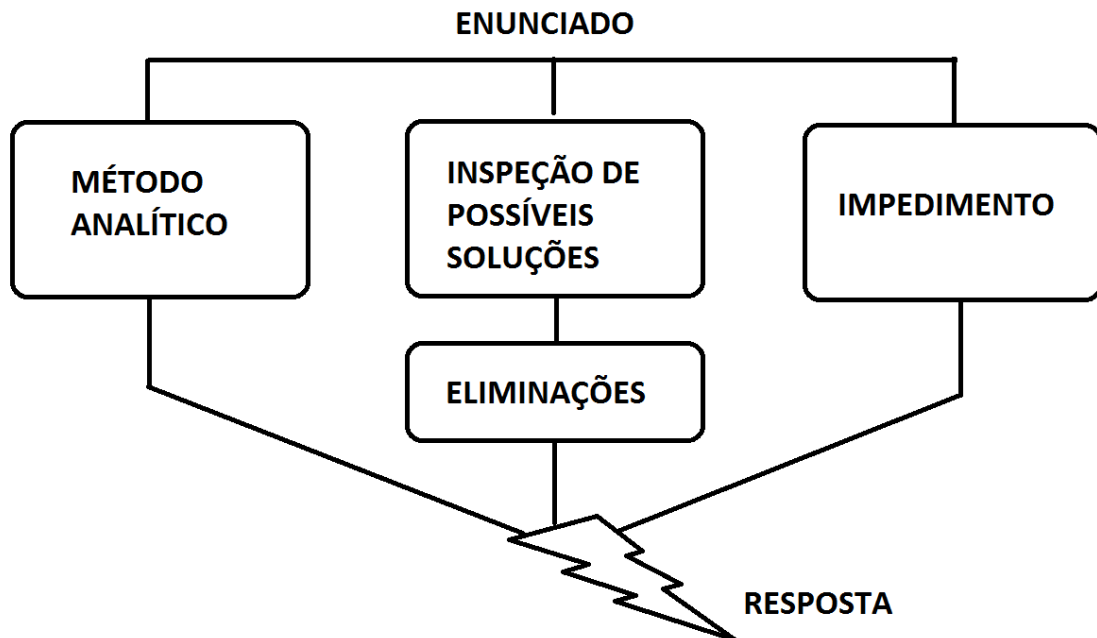 ENUNCIADO
MÉTODO
ANALÍTICO
INSPEÇÃO DE
POSSÍVEIS
SOLUÇÕES
IMPEDIMENTO
ELIMINAÇÕES
RESPOSTA